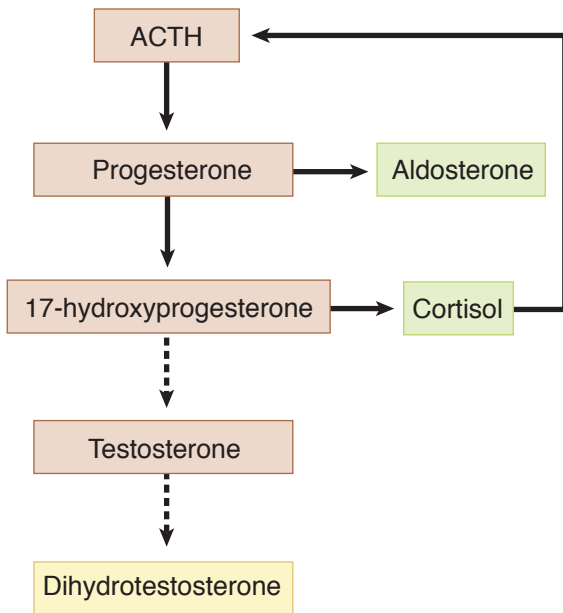 ACTH
Progesterone
Aldosterone
17-hydroxyprogesterone
Cortisol
Testosterone
Dihydrotestosterone